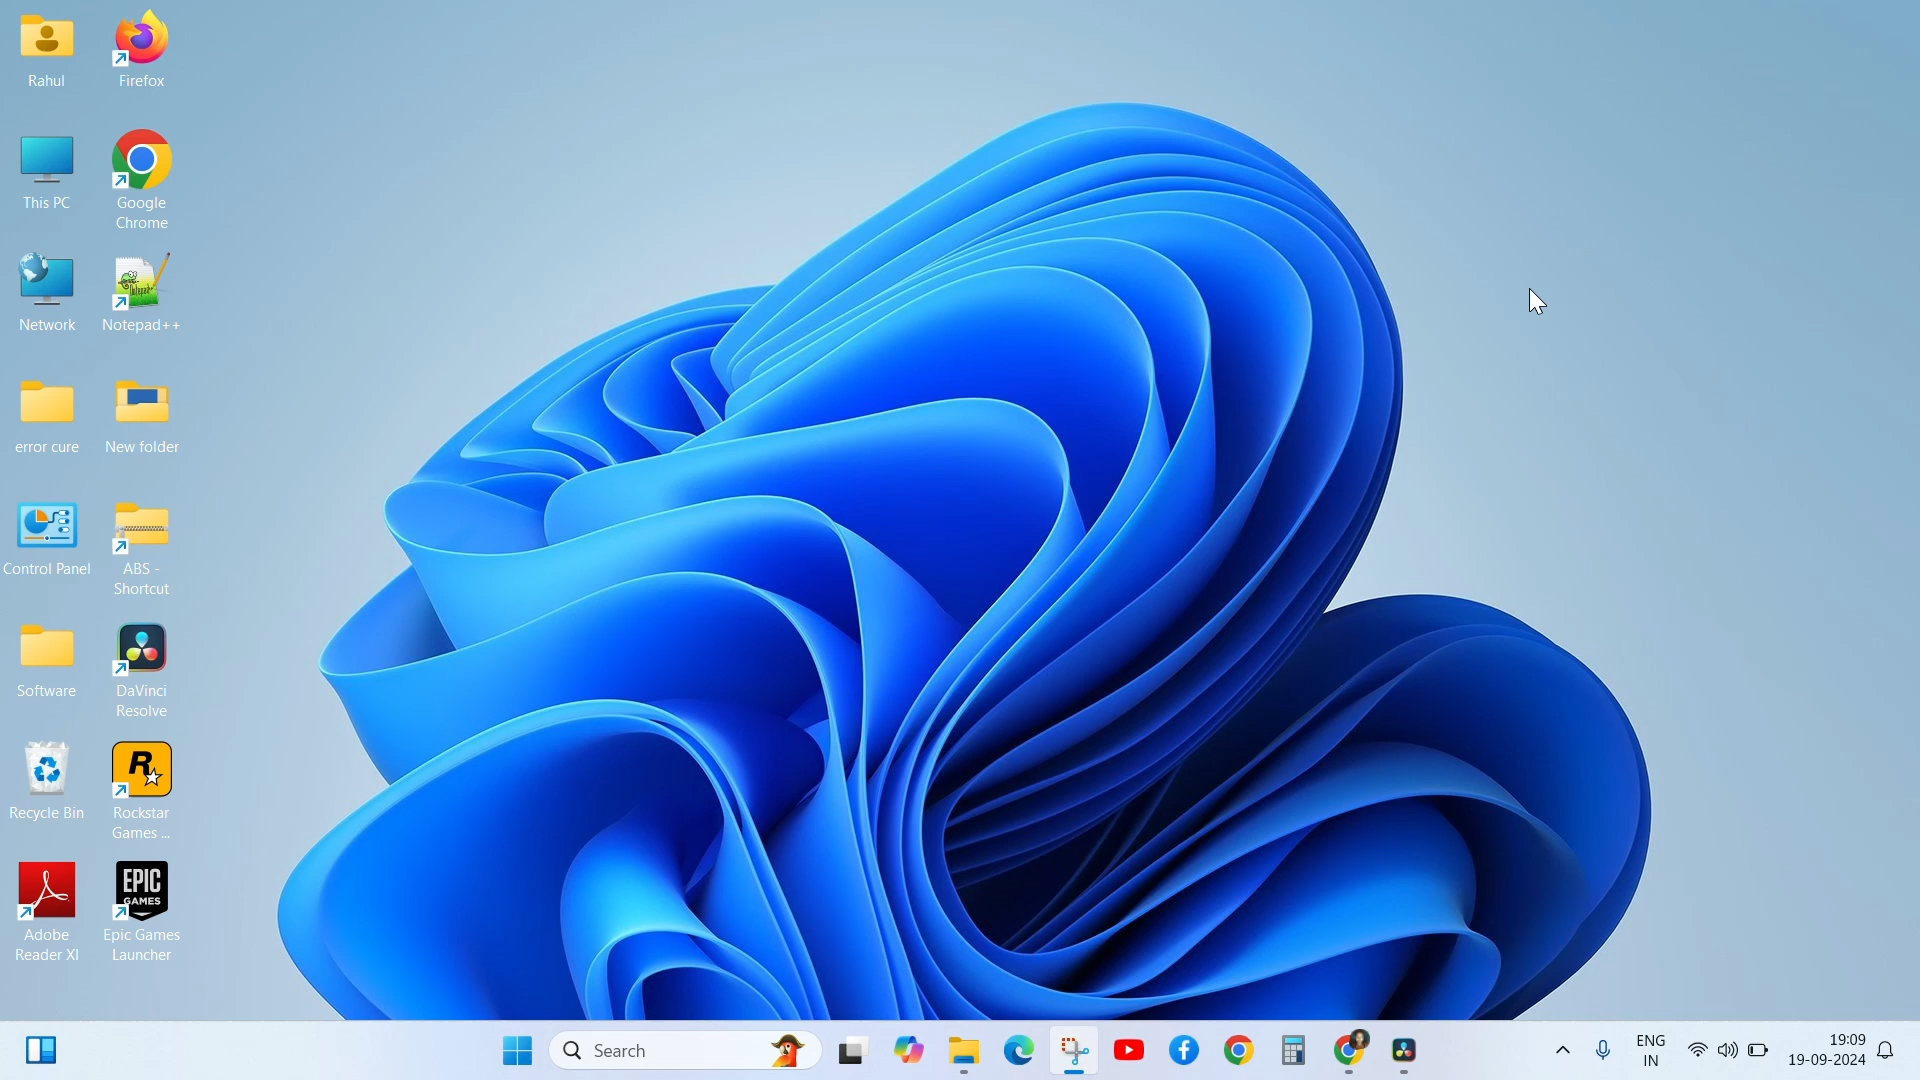 Rahul
Firefox
This PC
Google
Chrome
Network
Notepad++
error cure
New folder
Control Panel
ABS -
Shortcut
Software
DaVinci
Resolve
Recycle Bin
R
Rockstar
Games ...
Adobe
Reader XI
EPIC
GAMES
Epic Games
Launcher
Search
ENG
IN
19:09
19-09-2024